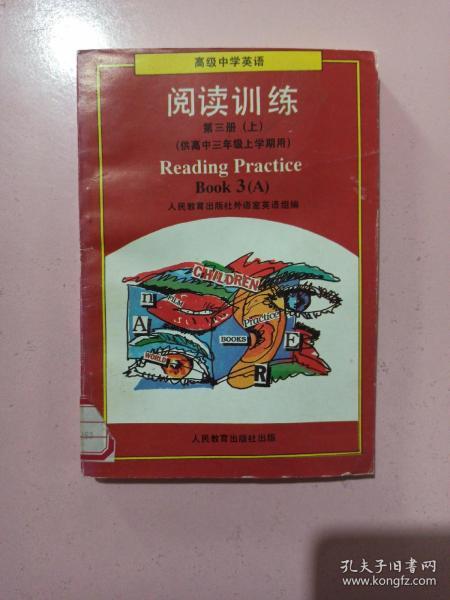 高级中学英语
阅读训练
第三册（上）
（供高中三年级上学期用）
Reading Practice
Book 3(A)
人民教育出版社外语室英语组编
CHILDREN
FILM
n
A
Practice
BOOKS
E
WORLD
R
人民教育出版社出版
孔夫子旧书网
www.kongfz.com